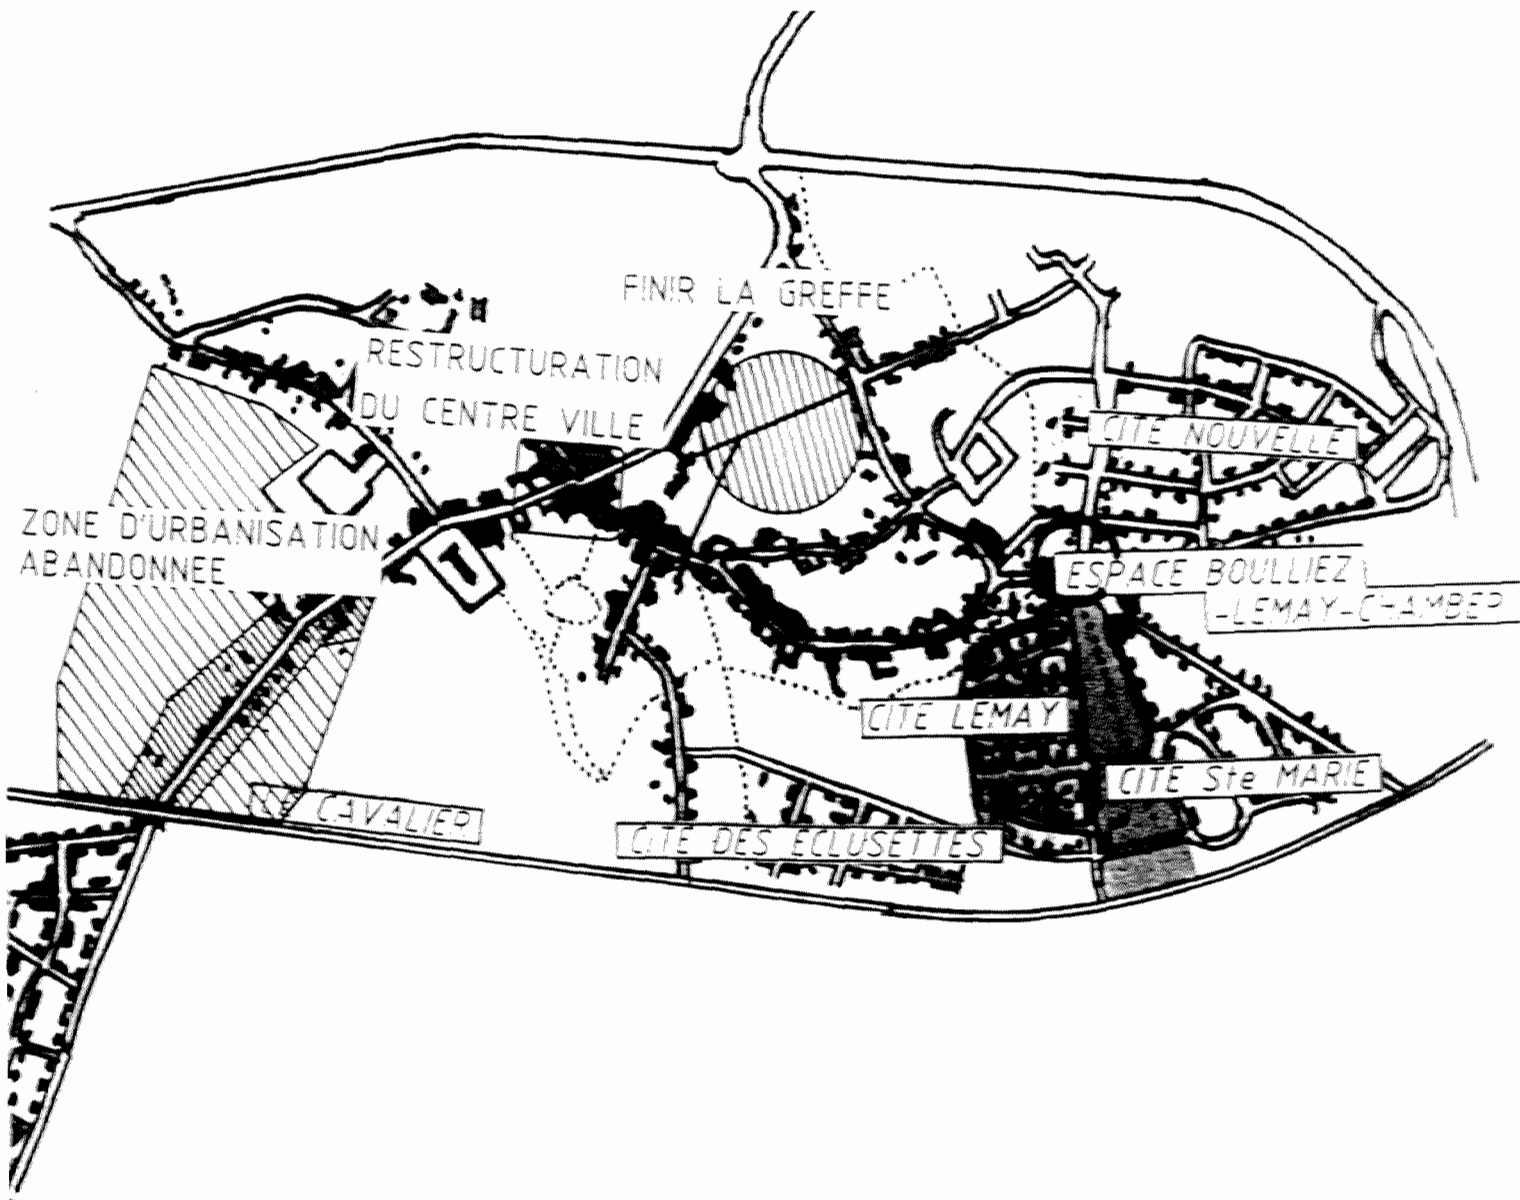 FINIR LA GREFFE
RESTRUCTURATION
DU CENTRE VILLE
CITE NOUVELLE
ZONE D'URBANISATION
ABANDONNEE
ESPACE BOULLIEZ
-LEMAY-CHAMBER
CITE LEMAY
CITE Ste MARIE
CAVALIER
CITE DES ECLUSETTES